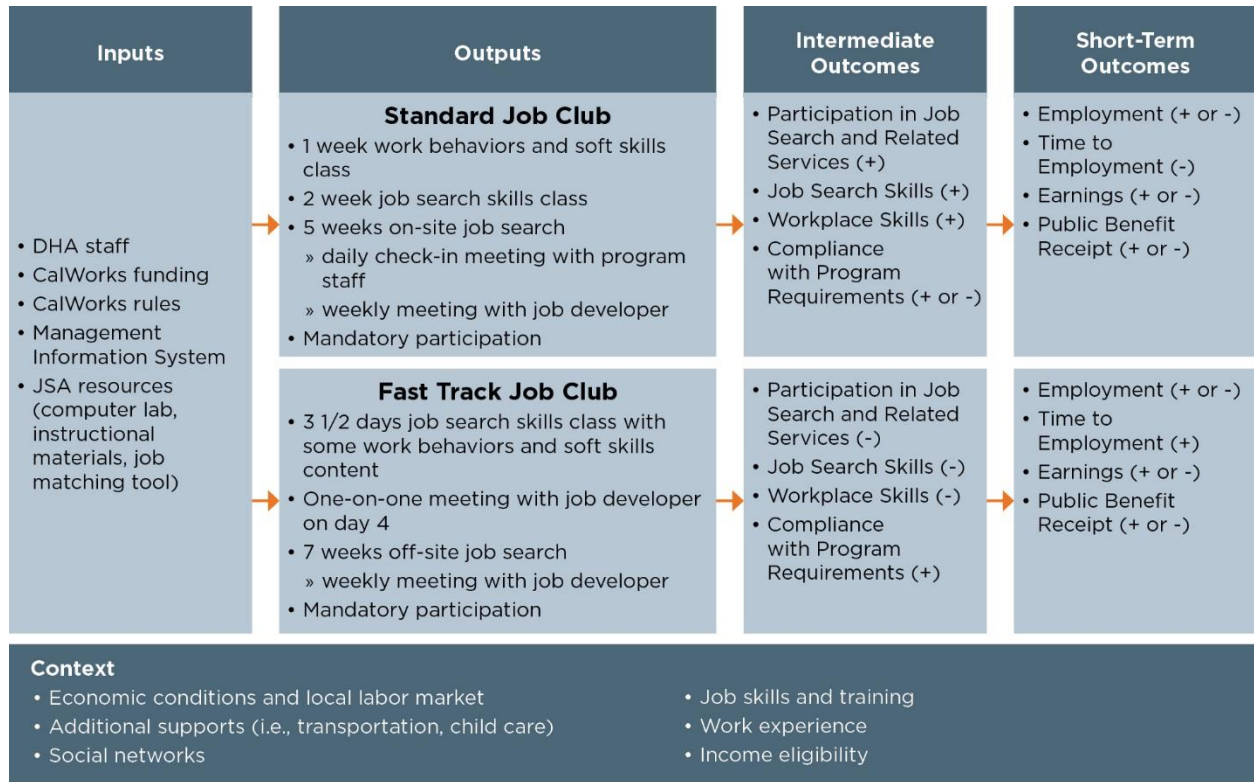 Inputs
Outputs
Intermediate
Outcomes
Short-Term
Outcomes
• DHA staff
• CalWorks funding
• CalWorks rules
• Management
Information System
• JSA resources
(computer lab,
instructional
materials, job
matching tool)
Standard Job Club
• 1 week work behaviors and soft skills
class
• 2 week job search skills class
• 5 weeks on-site job search
» daily check-in meeting with program
staff
» weekly meeting with job developer
• Mandatory participation
• Participation in Job
Search and Related
Services (+)
• Job Search Skills (+)
• Workplace Skills (+)
• Compliance
with Program
Requirements (+ or -)
• Employment (+ or -)
• Time to
Employment (-)
• Earnings (+ or -)
• Public Benefit
Receipt (+ or -)
Fast Track Job Club
• 3 1/2 days job search skills class with
some work behaviors and soft skills
content
• One-on-one meeting with job developer
on day 4
• 7 weeks off-site job search
» weekly meeting with job developer
• Mandatory participation
• Participation in Job
Search and Related
Services (-)
• Job Search Skills (-)
• Workplace Skills (-)
• Compliance
with Program
Requirements (+)
• Employment (+ or -)
• Time to
Employment (+)
• Earnings (+ or -)
• Public Benefit
Receipt (+ or -)
Context
• Economic conditions and local labor market
• Additional supports (i.e., transportation, child care)
• Social networks
• Job skills and training
• Work experience
• Income eligibility